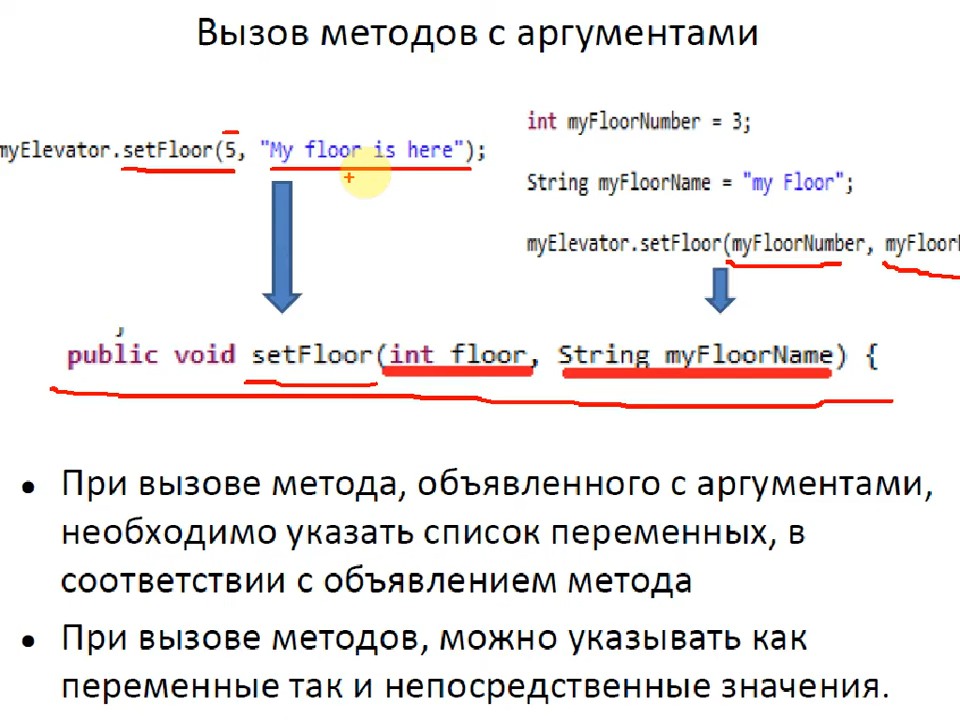 Вызов методов с аргументами
myElevator.setFloor(5, "My floor is here");
int myFloorNumber = 3;
String myFloorName = "my Floor";
myElevator.setFloor(myFloorNumber,
public void setFloor(int floor, String myFloorName) {
• При вызове метода, объявленного с аргументами,
необходимо указать список переменных, в
соответствии с объявлением метода
• При вызове методов, можно указывать как
переменные так и непосредственные значения.